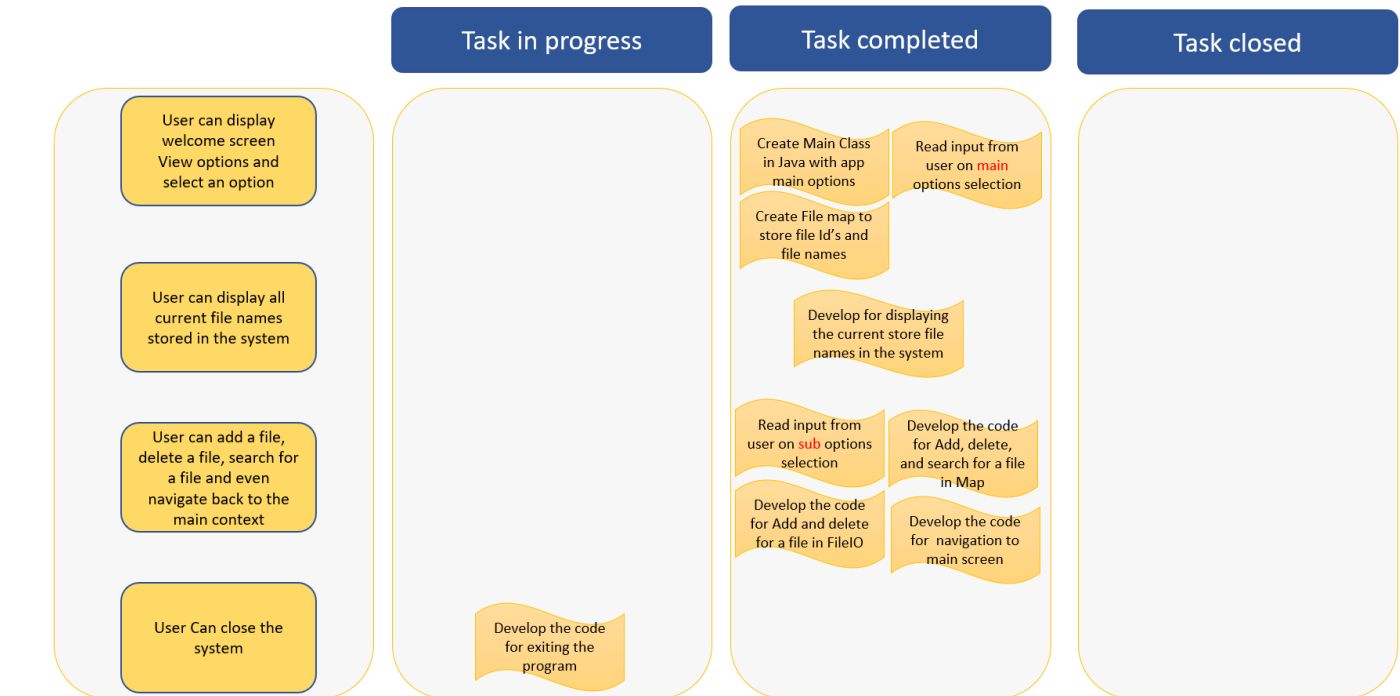 Task in progress
Task completed
Task closed
User can display
welcome screen
View options and
select an option
Create Main Class
in Java with app
main options
Read input from
user on main
options selection
Create File map to
store file Id’s and
file names
User can display all
current file names
stored in the system
Develop for displaying
the current store file
names in the system
User can add a file,
delete a file, search for
a file and even
navigate back to the
main context
Read input from
user on sub options
selection
Develop the code
for Add, delete,
and search for a file
in Map
Develop the code
for Add and delete
for a file in FileIO
Develop the code
for  navigation to
main screen
User Can close the
system
Develop the code
for exiting the
program